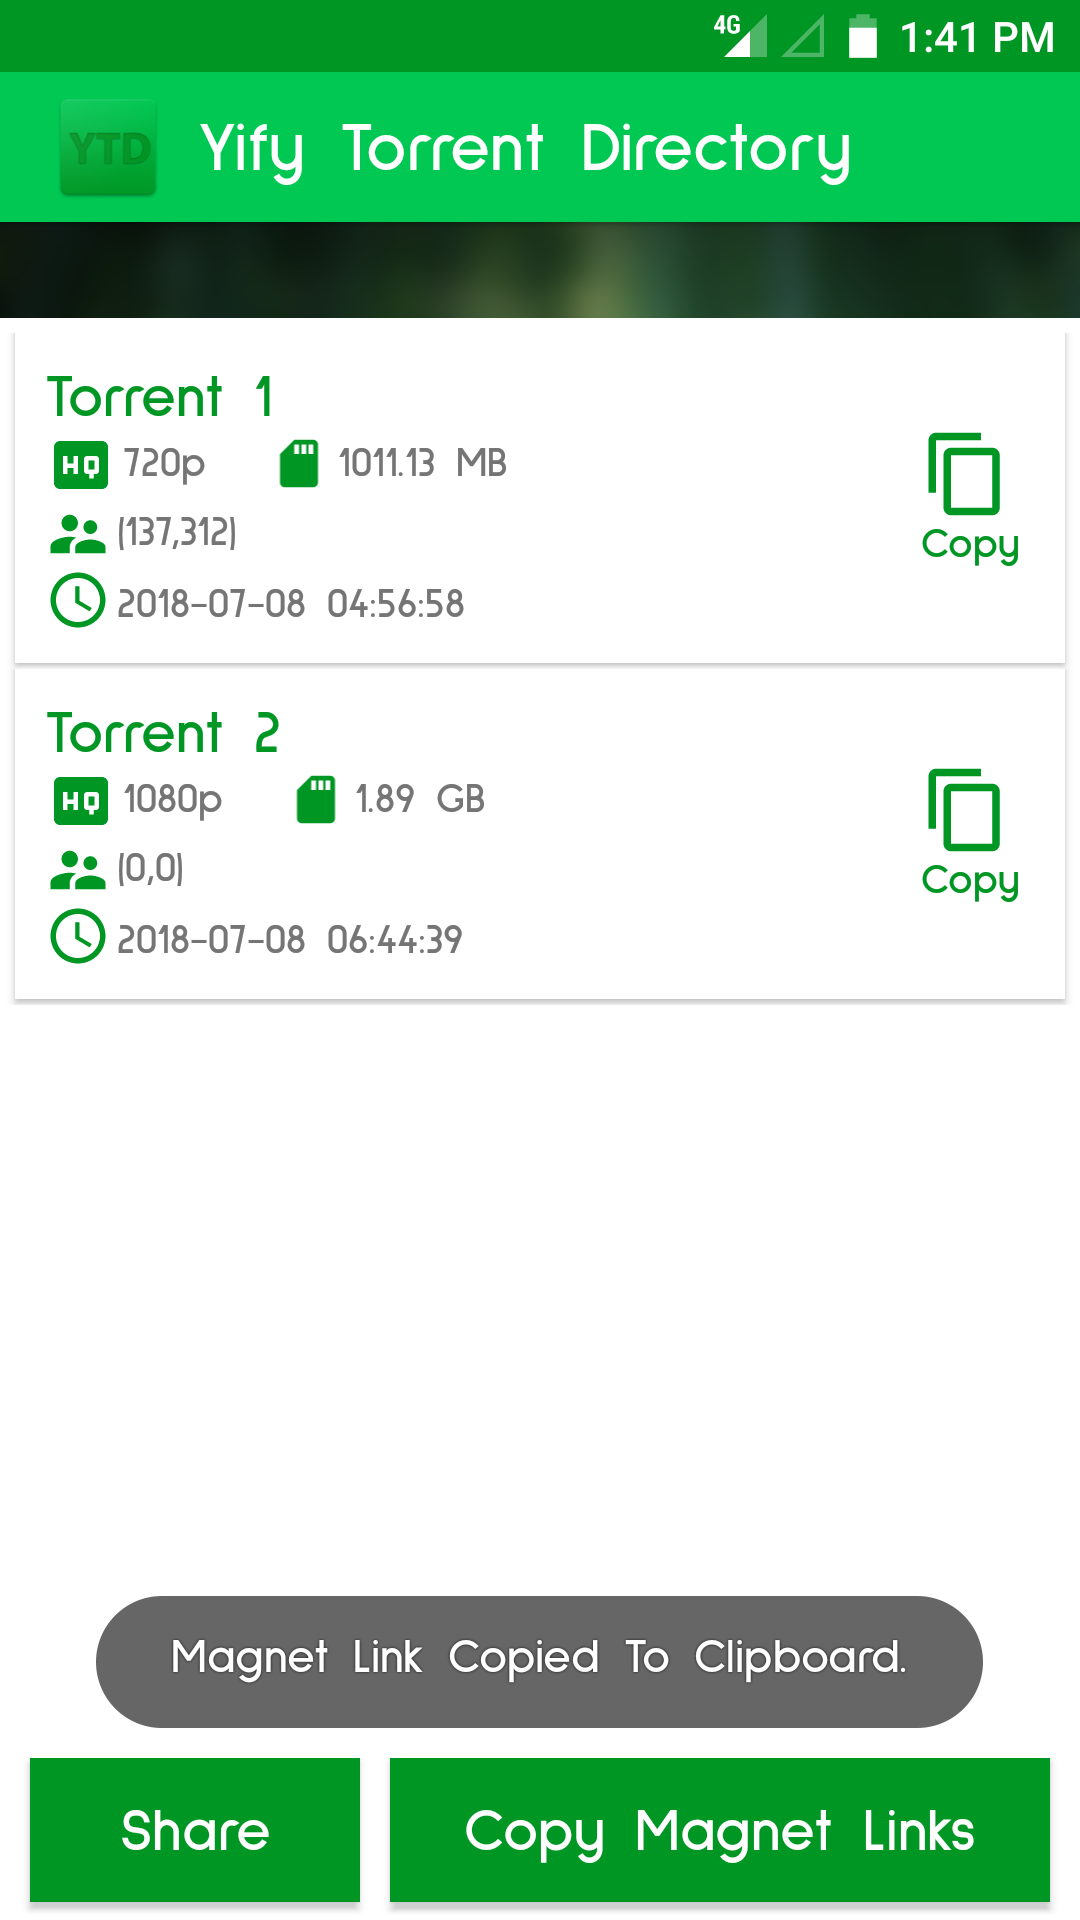 4G 1:41 PM
YTD Yify Torrent Directory
Torrent 1
HQ 720p 1011.13 MB
(137,312)
Copy
2018-07-08 04:56:58
Torrent 2
HQ 1080p 1.89 GB
(0,0)
Copy
2018-07-08 06:44:39
Magnet Link Copied To Clipboard.
Share Copy Magnet Links